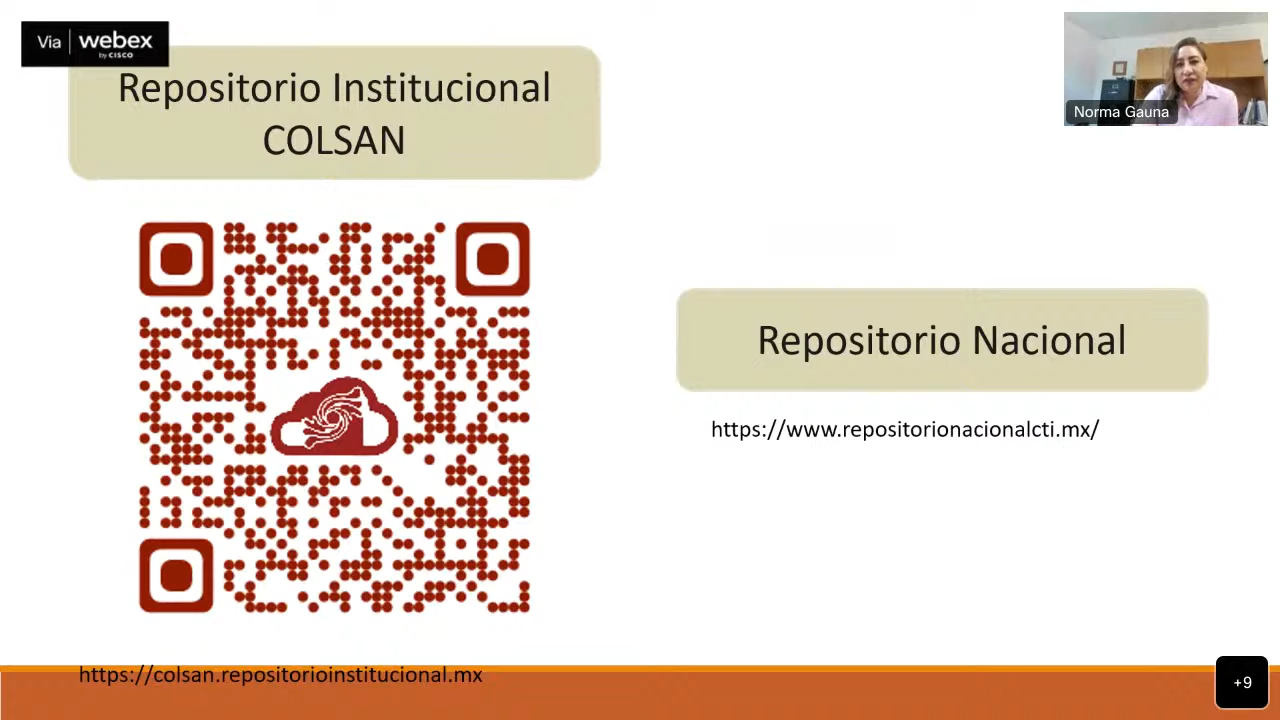 Via webex
by CISCO
Repositorio Institucional
COLSAN
Norma Gauna
Repositorio Nacional
https://www.repositorionacionalcti.mx/
https://colsan.repositorioinstitucional.mx
+9